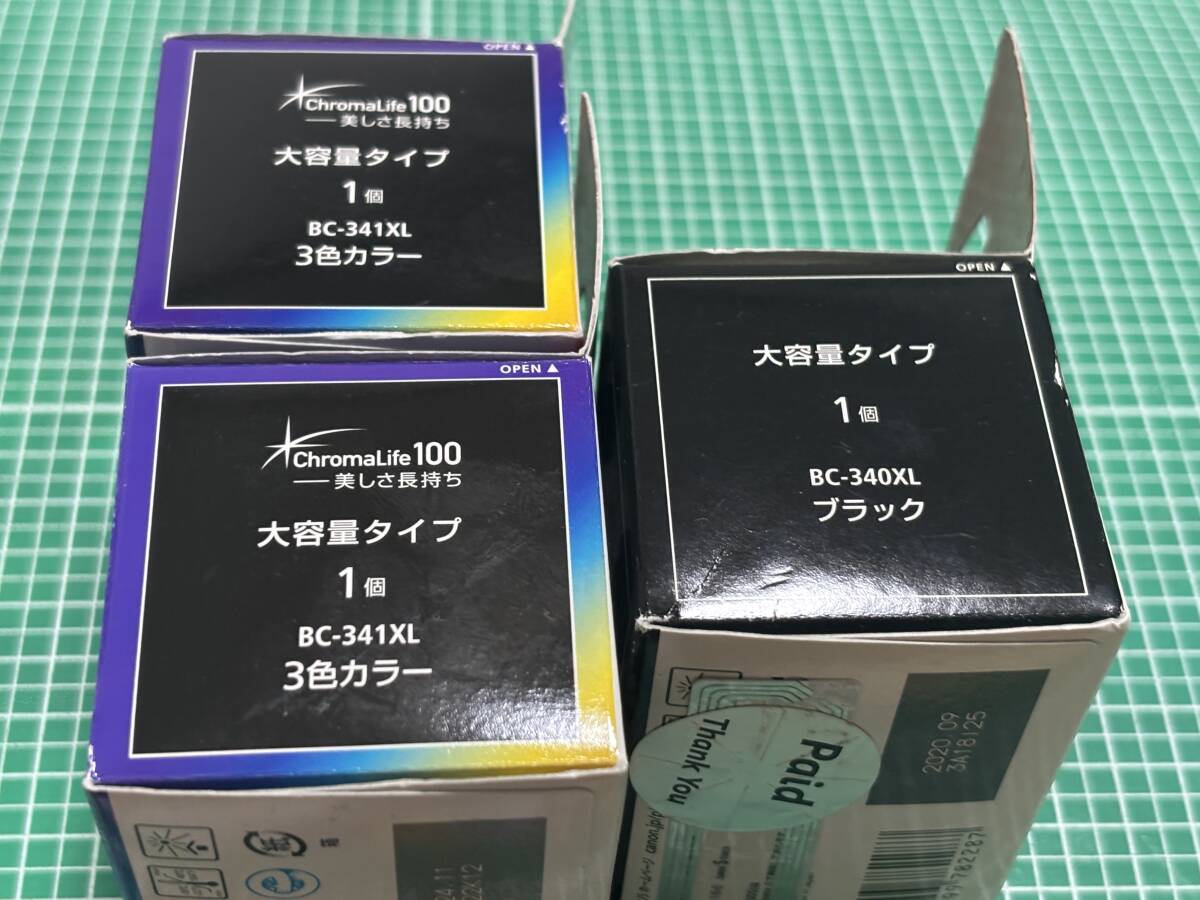 OPEN ▲
ChromaLife100
美しさ長持ち
大容量タイプ
1個
BC-341XL
3色カラー
OPEN ▲
ChromaLife100
美しさ長持ち
大容量タイプ
1個
BC-341XL
3色カラー
OPEN ▲
大容量タイプ
1個
BC-340XL
ブラック
Paid
Thank You
2020 09
3A18I25
canon.jp/p